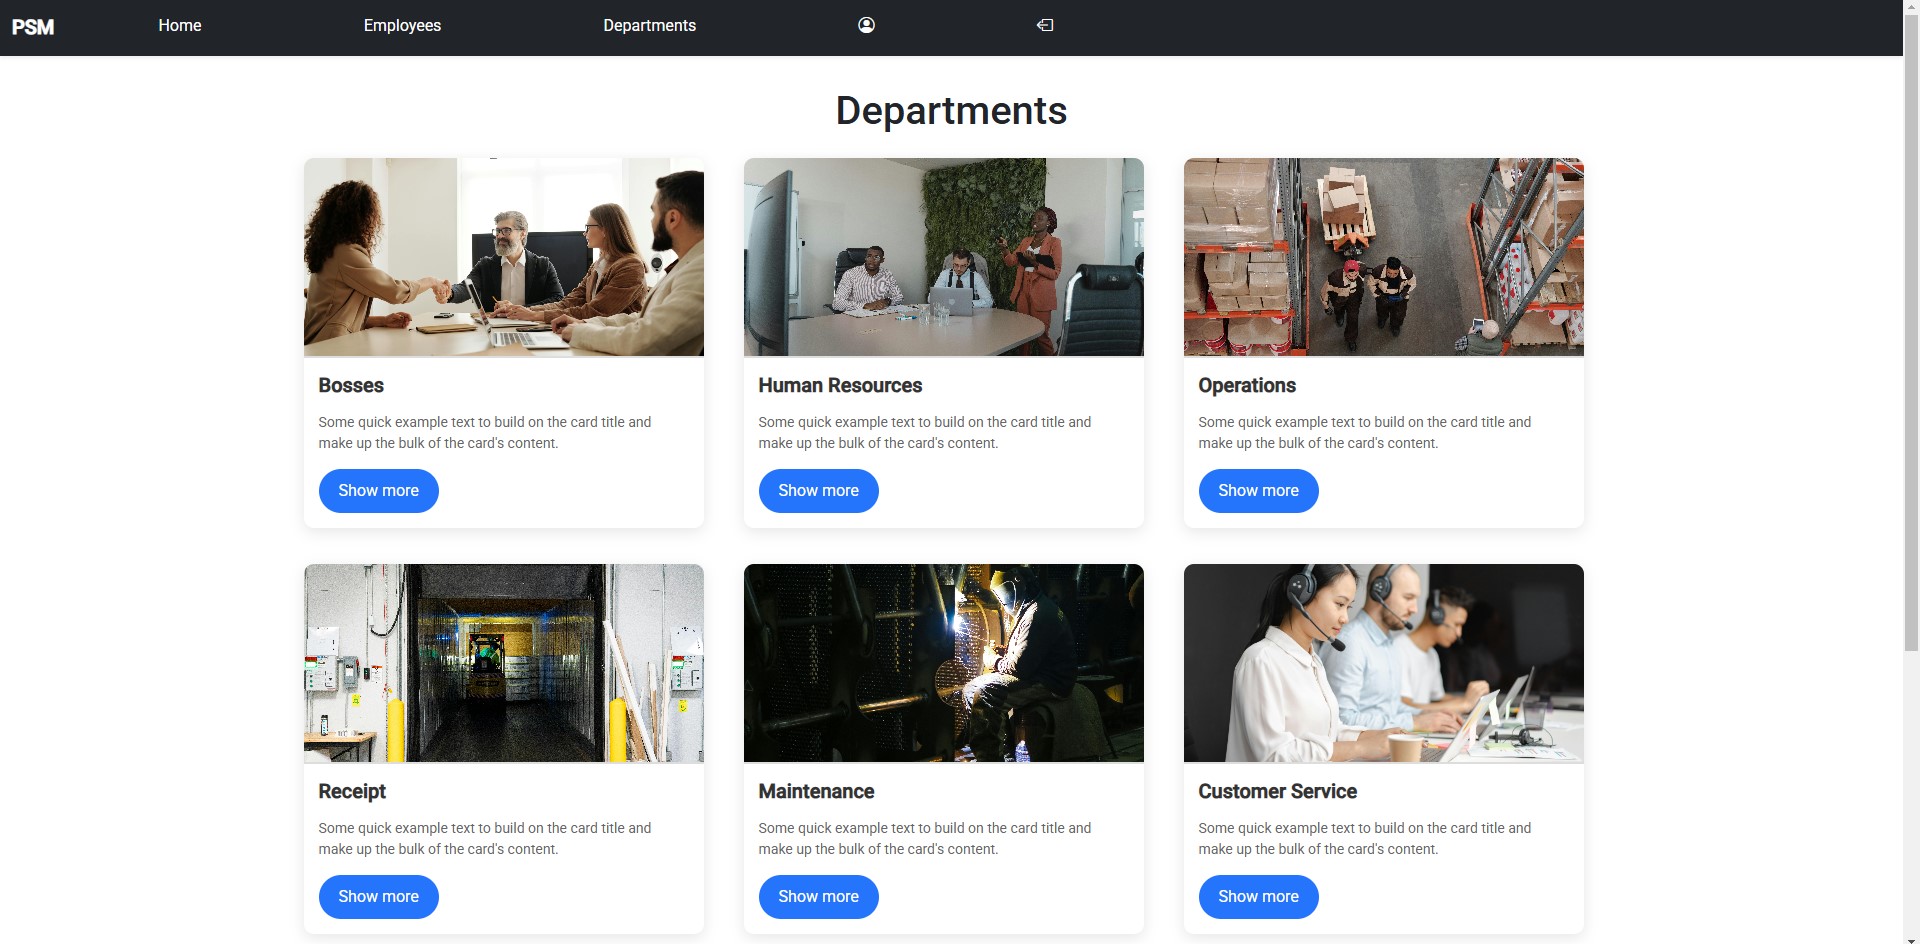 PSM
Home
Employees
Departments
Departments
Bosses
Some quick example text to build on the card title and
make up the bulk of the card's content.
Show more
Human Resources
Some quick example text to build on the card title and
make up the bulk of the card's content.
Show more
Operations
Some quick example text to build on the card title and
make up the bulk of the card's content.
Show more
Receipt
Some quick example text to build on the card title and
make up the bulk of the card's content.
Show more
Maintenance
Some quick example text to build on the card title and
make up the bulk of the card's content.
Show more
Customer Service
Some quick example text to build on the card title and
make up the bulk of the card's content.
Show more